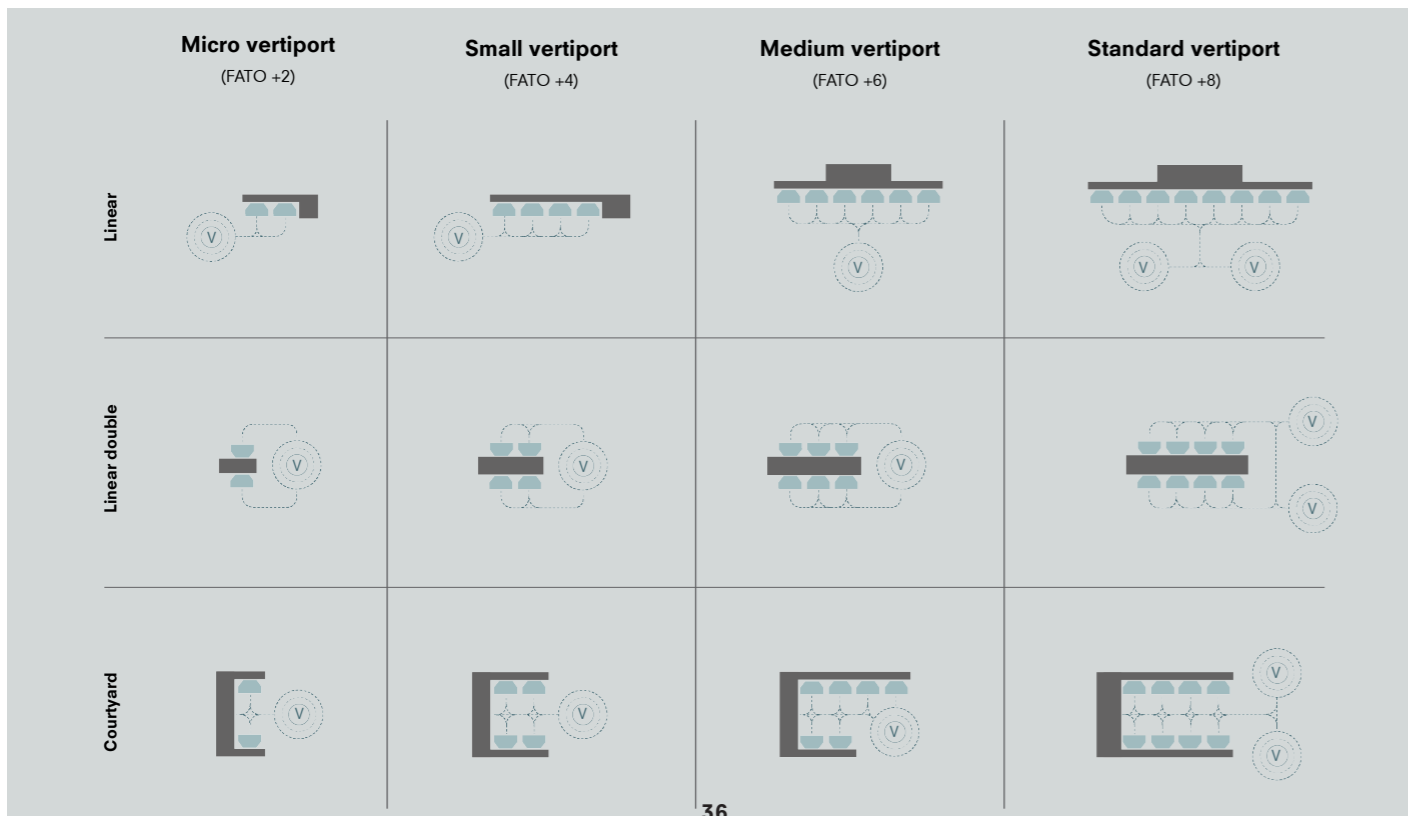 Micro vertiport
(FATO +2)
Small vertiport
(FATO +4)
Medium vertiport
(FATO +6)
Standard vertiport
(FATO +8)
Linear
V
V
V
V
V
Linear double
V
V
V
V
V
Courtyard
V
V
V
V
V
36